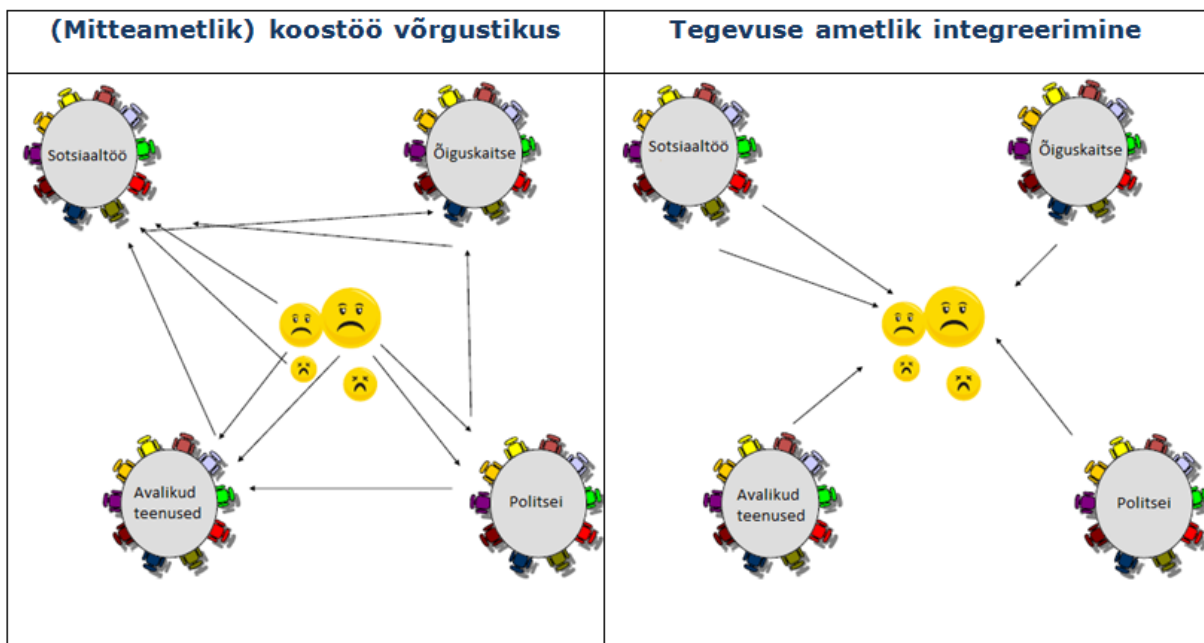 (Mitteametlik) koostöö võrgustikus
Tegevuse ametlik integreerimine
Sotsiaaltöö
Õiguskaitse
Avalikud
teenused
Politsei
Sotsiaaltöö
Õiguskaitse
Avalikud
teenused
Politsei